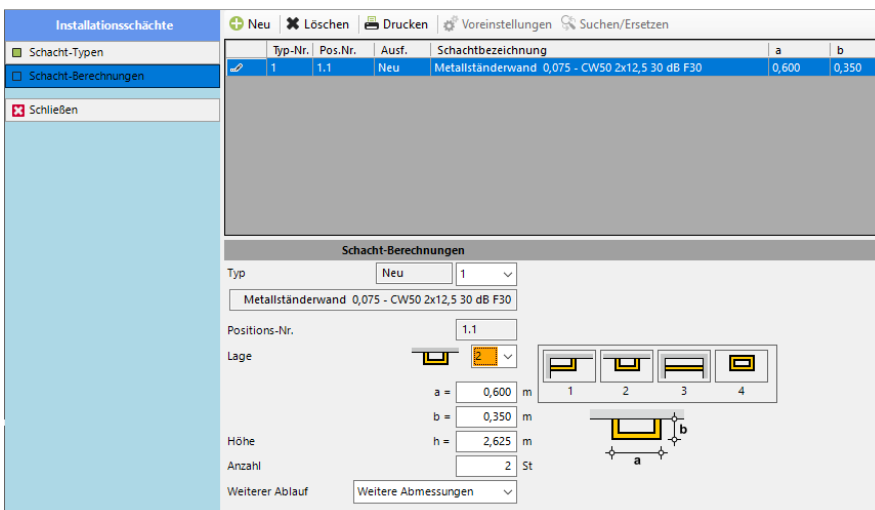 Installationsschächte
Neu Löschen Drucken Voreinstellungen Suchen/Ersetzen
Schacht-Typen
Schacht-Berechnungen
Schließen
Typ-Nr. Pos.Nr. Ausf. Schachtbezeichnung a b
1 1.1 Neu Metallständerwand 0,075 - CW50 2x12,5 30 dB F30 0,600 0,350
Schacht-Berechnungen
Typ Neu 1
Metallständerwand 0,075 - CW50 2x12,5 30 dB F30
Positions-Nr. 1.1
Lage 2
1 2 3 4
a = 0,600 m
b = 0,350 m
Höhe h = 2,625 m
Anzahl 2 St
Weiterer Ablauf Weitere Abmessungen
b
a